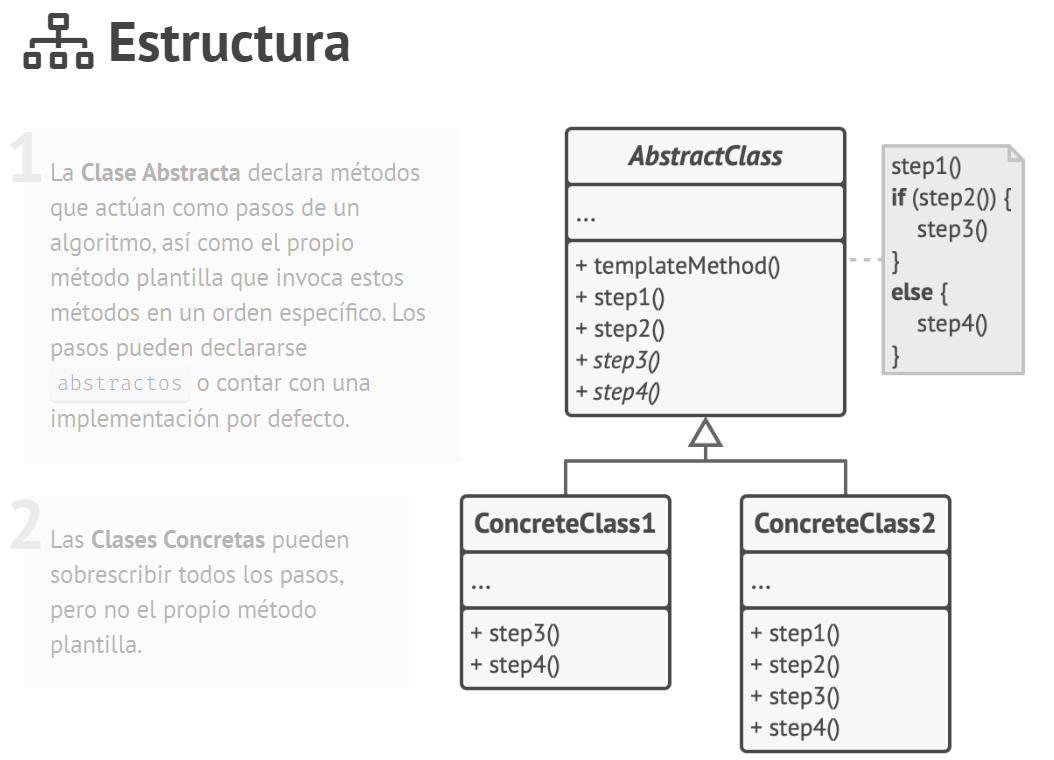 Estructura
1
La Clase Abstracta declara métodos
que actúan como pasos de un
algoritmo, así como el propio
método plantilla que invoca estos
métodos en un orden específico. Los
pasos pueden declararse
abstractos o contar con una
implementación por defecto.
2
Las Clases Concretas pueden
sobrescribir todos los pasos,
pero no el propio método
plantilla.
AbstractClass
...
+ templateMethod()
+ step1()
+ step2()
+ step3()
+ step4()
step1()
if (step2()) {
step3()
}
else {
step4()
}
ConcreteClass1
...
+ step3()
+ step4()
ConcreteClass2
...
+ step1()
+ step2()
+ step3()
+ step4()